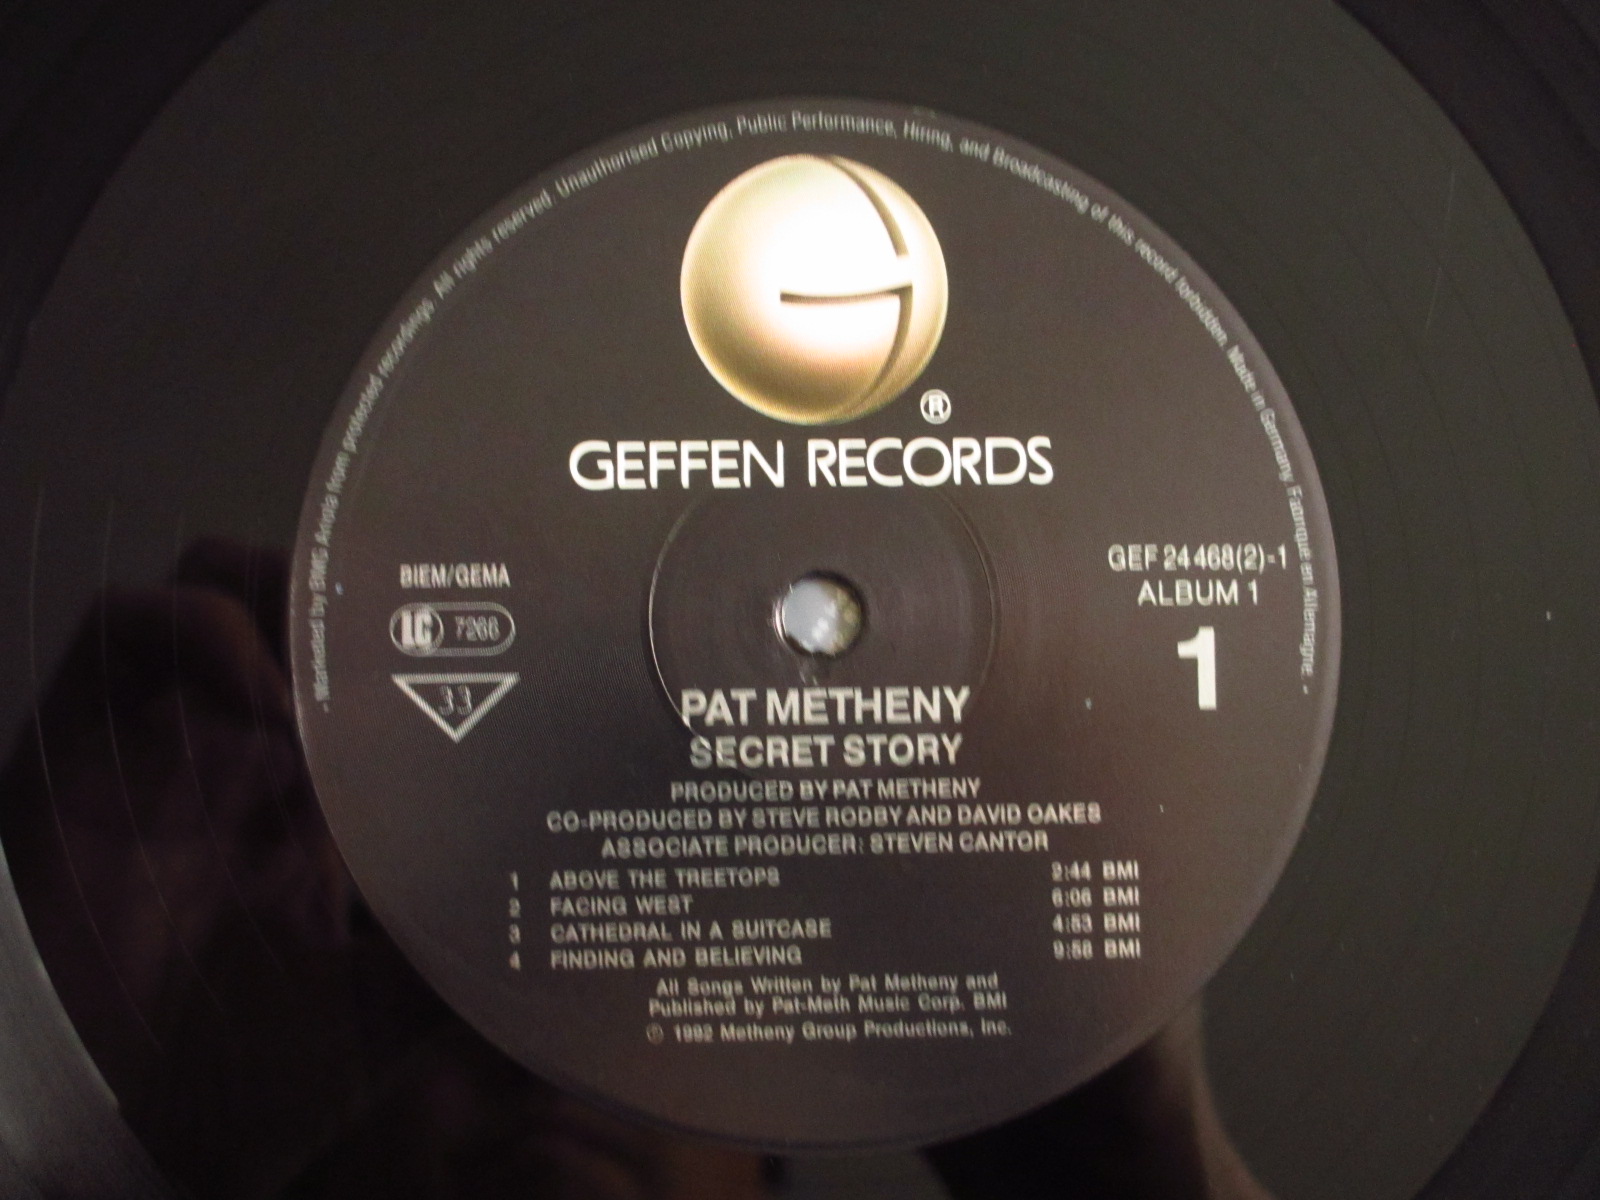 - Marketed by BMG Ariola from protected recordings. All rights reserved. Unauthorised Copying, Public Performance, Hiring, and Broadcasting of this record forbidden. Made in Germany, Fabriqué en Allemagne. -
®
GEFFEN RECORDS
BIEM/GEMA
LC 7266
33
GEF 24 468(2)-1
ALBUM 1
1
PAT METHENY
SECRET STORY
PRODUCED BY PAT METHENY
CO-PRODUCED BY STEVE RODBY AND DAVID OAKES
ASSOCIATE PRODUCER: STEVEN CANTOR
1 ABOVE THE TREETOPS 2:44 BMI
2 FACING WEST 6:06 BMI
3 CATHEDRAL IN A SUITCASE 4:53 BMI
4 FINDING AND BELIEVING 9:58 BMI
All Songs Written by Pat Metheny and
Published by Pat-Meth Music Corp. BMI
℗ 1992 Metheny Group Productions, Inc.